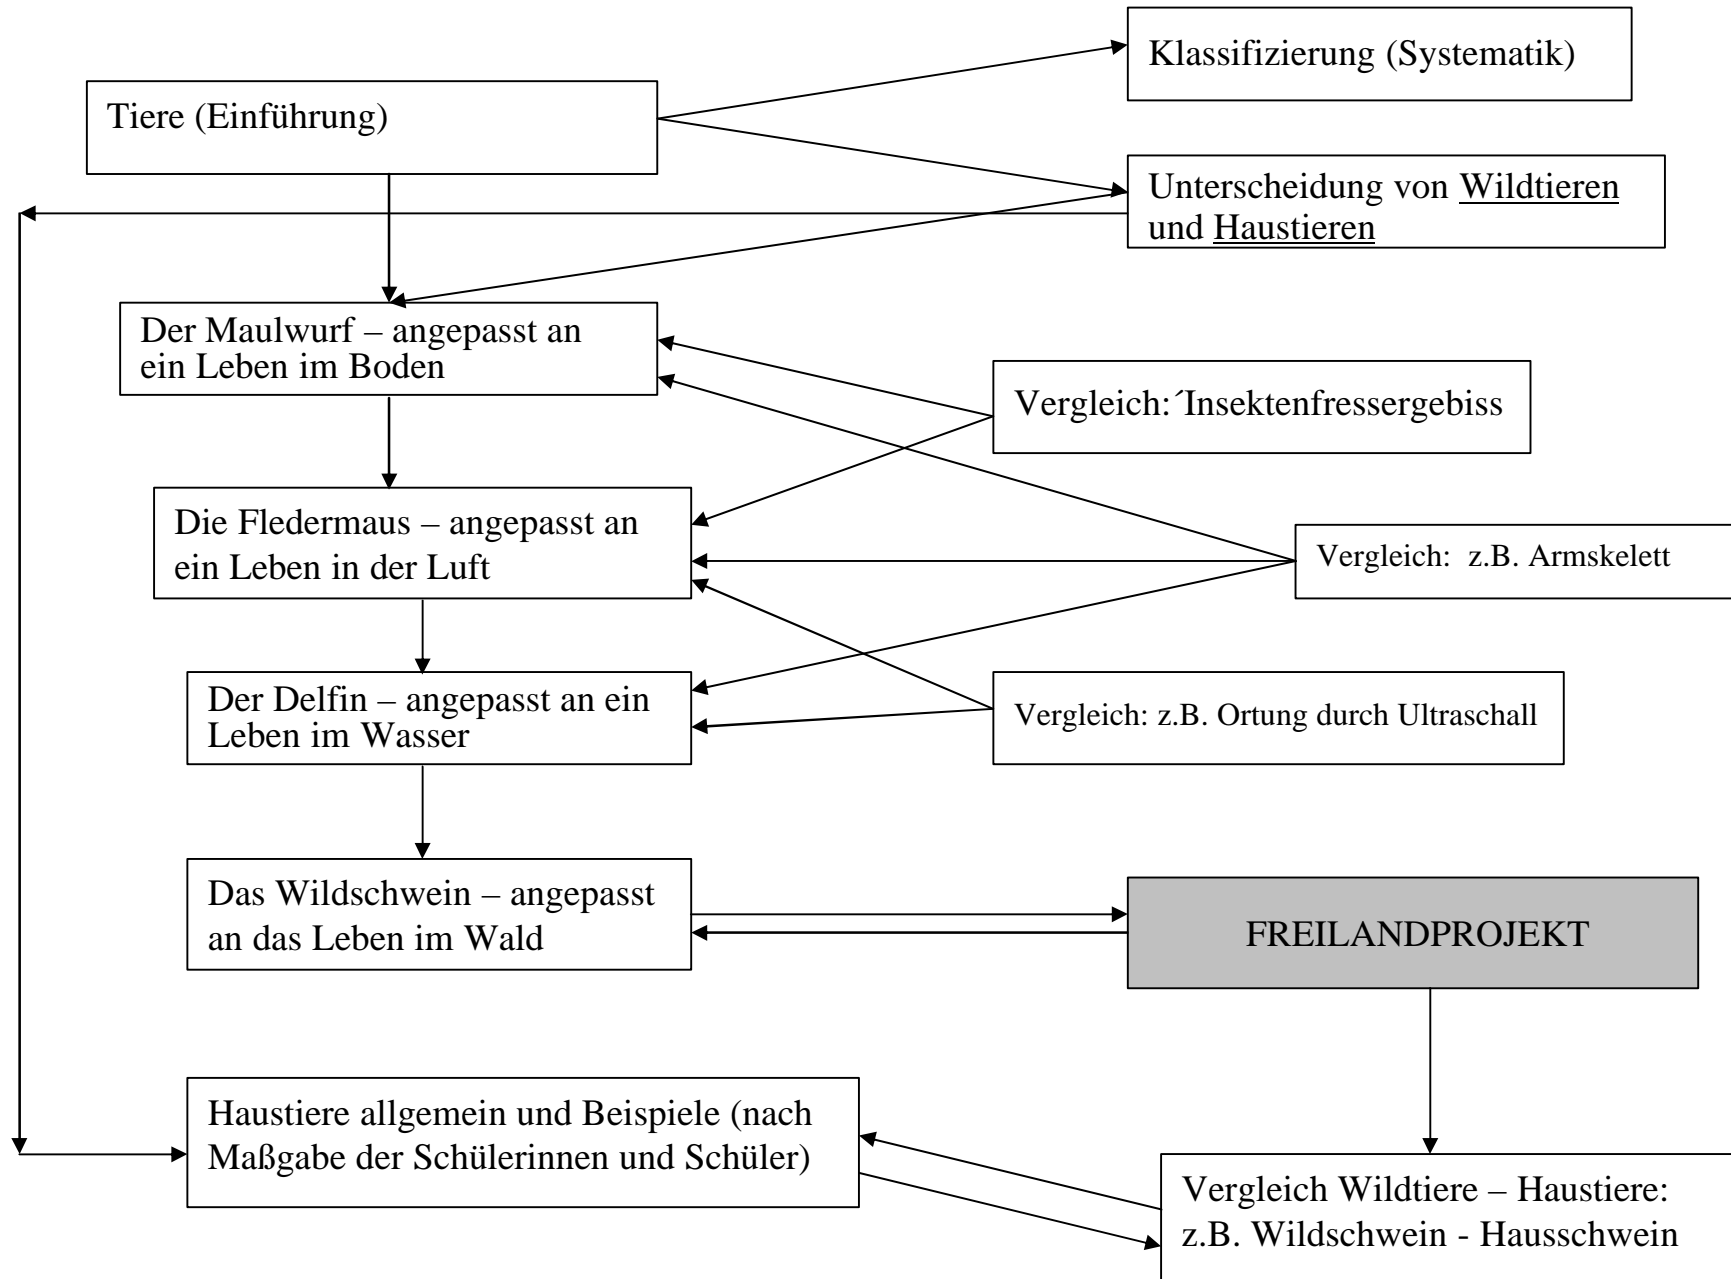 Klassifizierung (Systematik)
Tiere (Einführung)
Unterscheidung von Wildtieren
und Haustieren
Der Maulwurf – angepasst an
ein Leben im Boden
Vergleich:´Insektenfressergebiss
Die Fledermaus – angepasst an
ein Leben in der Luft
Vergleich:  z.B. Armskelett
Der Delfin – angepasst an ein
Leben im Wasser
Vergleich: z.B. Ortung durch Ultraschall
Das Wildschwein – angepasst
an das Leben im Wald
FREILANDPROJEKT
Haustiere allgemein und Beispiele (nach
Maßgabe der Schülerinnen und Schüler)
Vergleich Wildtiere – Haustiere:
z.B. Wildschwein - Hausschwein